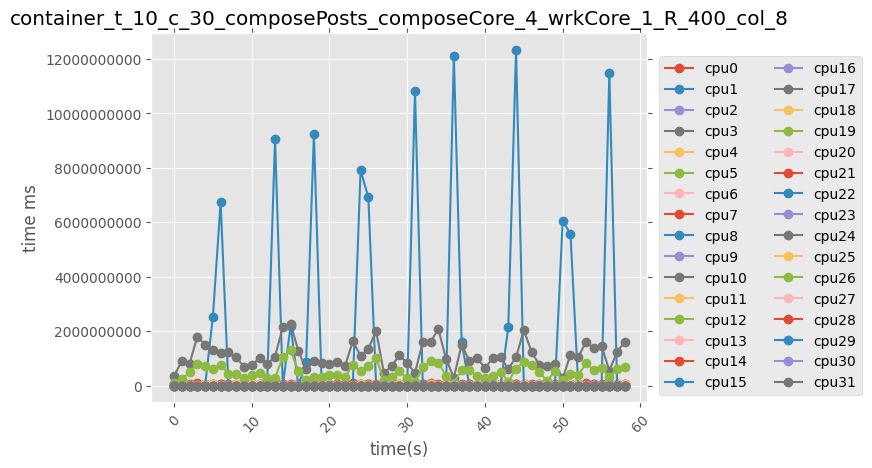 container_t_10_c_30_composePosts_composeCore_4_wrkCore_1_R_400_col_8
time ms
12000000000
10000000000
8000000000
6000000000
4000000000
2000000000
0
0
10
20
30
40
50
60
time(s)
cpu0
cpu1
cpu2
cpu3
cpu4
cpu5
cpu6
cpu7
cpu8
cpu9
cpu10
cpu11
cpu12
cpu13
cpu14
cpu15
cpu16
cpu17
cpu18
cpu19
cpu20
cpu21
cpu22
cpu23
cpu24
cpu25
cpu26
cpu27
cpu28
cpu29
cpu30
cpu31